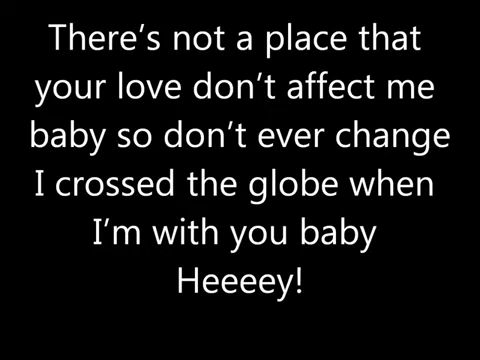 There’s not a place that
your love don’t affect me
baby so don’t ever change
I crossed the globe when
I’m with you baby
Heeeey!